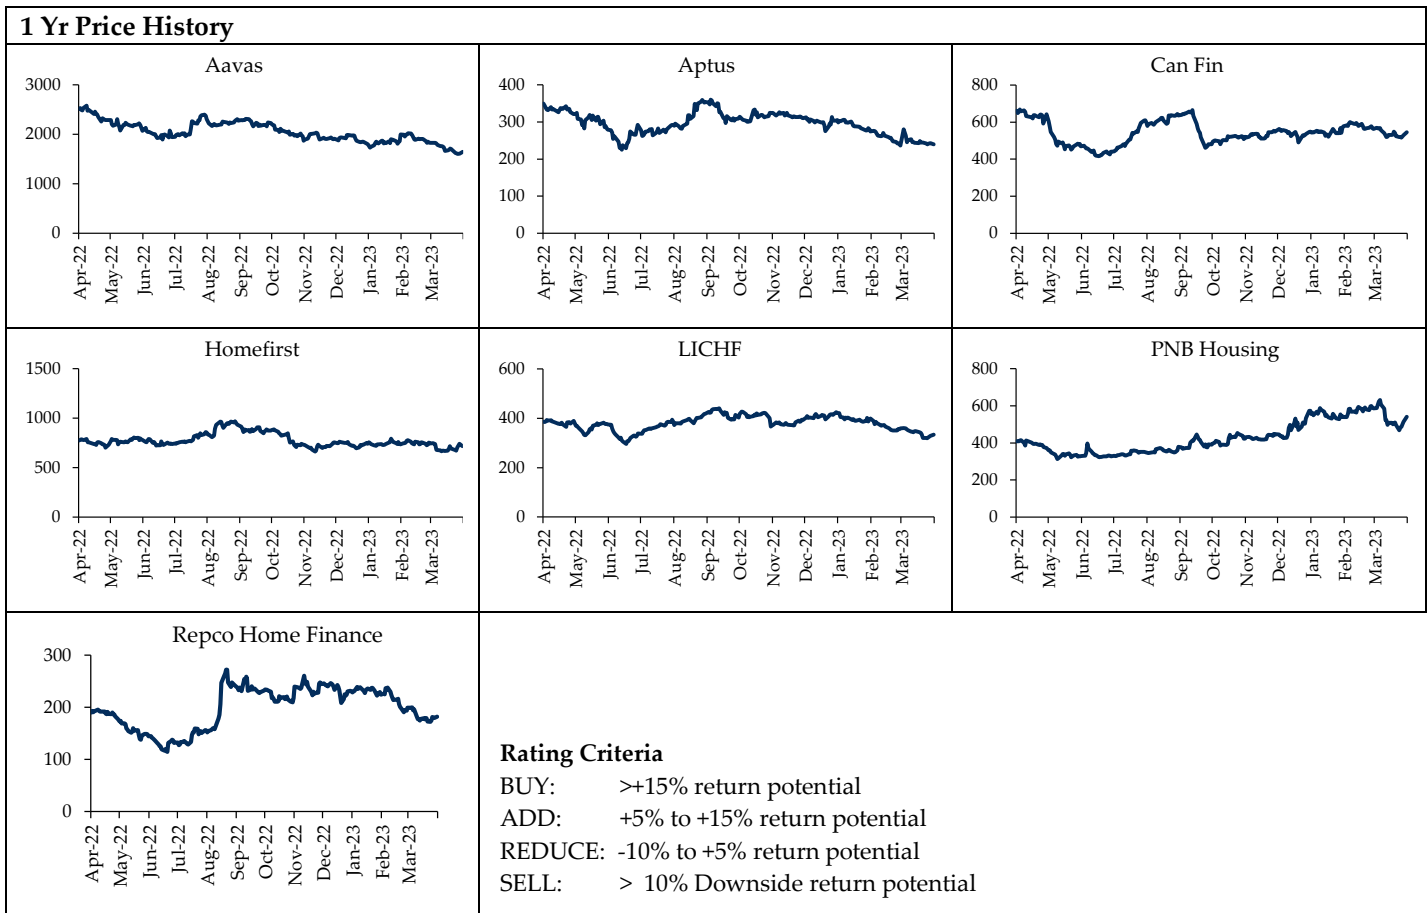 1 Yr Price History
Aavas
3000
2000
1000
0
Apr-22
May-22
Jun-22
Jul-22
Aug-22
Sep-22
Oct-22
Nov-22
Dec-22
Jan-23
Feb-23
Mar-23
Aptus
400
300
200
100
0
Apr-22
May-22
Jun-22
Jul-22
Aug-22
Sep-22
Oct-22
Nov-22
Dec-22
Jan-23
Feb-23
Mar-23
Can Fin
800
600
400
200
0
Apr-22
May-22
Jun-22
Jul-22
Aug-22
Sep-22
Oct-22
Nov-22
Dec-22
Jan-23
Feb-23
Mar-23
Homefirst
1500
1000
500
0
Apr-22
May-22
Jun-22
Jul-22
Aug-22
Sep-22
Oct-22
Nov-22
Dec-22
Jan-23
Feb-23
Mar-23
LICHF
600
400
200
0
Apr-22
May-22
Jun-22
Jul-22
Aug-22
Sep-22
Oct-22
Nov-22
Dec-22
Jan-23
Feb-23
Mar-23
PNB Housing
800
600
400
200
0
Apr-22
May-22
Jun-22
Jul-22
Aug-22
Sep-22
Oct-22
Nov-22
Dec-22
Jan-23
Feb-23
Mar-23
Repco Home Finance
300
200
100
0
Apr-22
May-22
Jun-22
Jul-22
Aug-22
Sep-22
Oct-22
Nov-22
Dec-22
Jan-23
Feb-23
Mar-23
Rating Criteria
BUY: >+15% return potential
ADD: +5% to +15% return potential
REDUCE: -10% to +5% return potential
SELL: > 10% Downside return potential